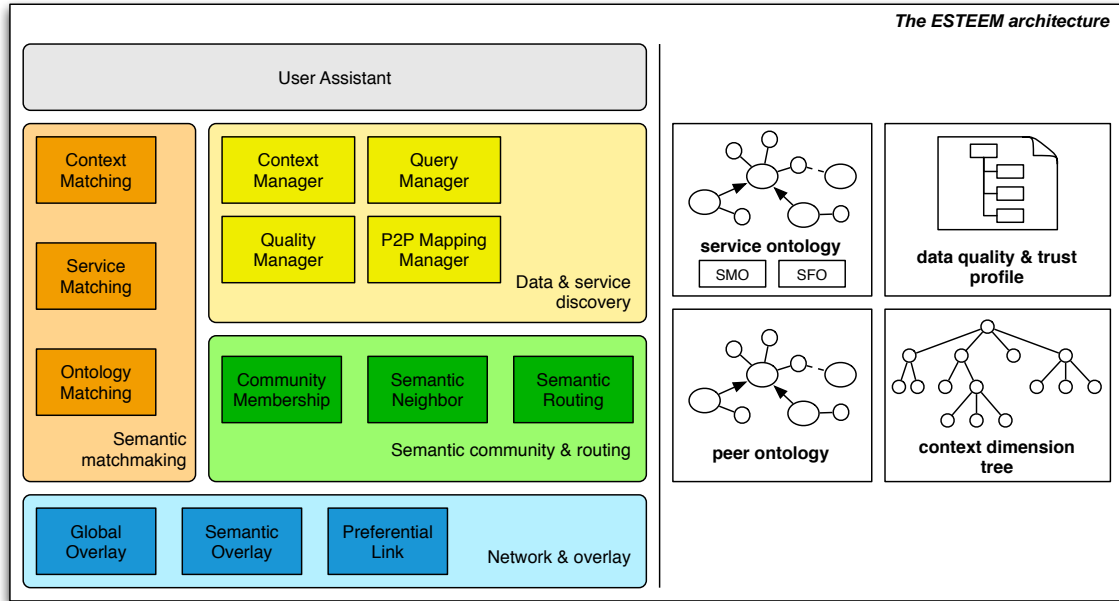 The ESTEEM architecture
User Assistant
Context
Matching
Service
Matching
Ontology
Matching
Semantic
matchmaking
Context
Manager
Query
Manager
Quality
Manager
P2P Mapping
Manager
Data & service
discovery
Community
Membership
Semantic
Neighbor
Semantic
Routing
Semantic community & routing
Global
Overlay
Semantic
Overlay
Preferential
Link
Network & overlay
service ontology
SMO
SFO
data quality & trust
profile
peer ontology
context dimension
tree